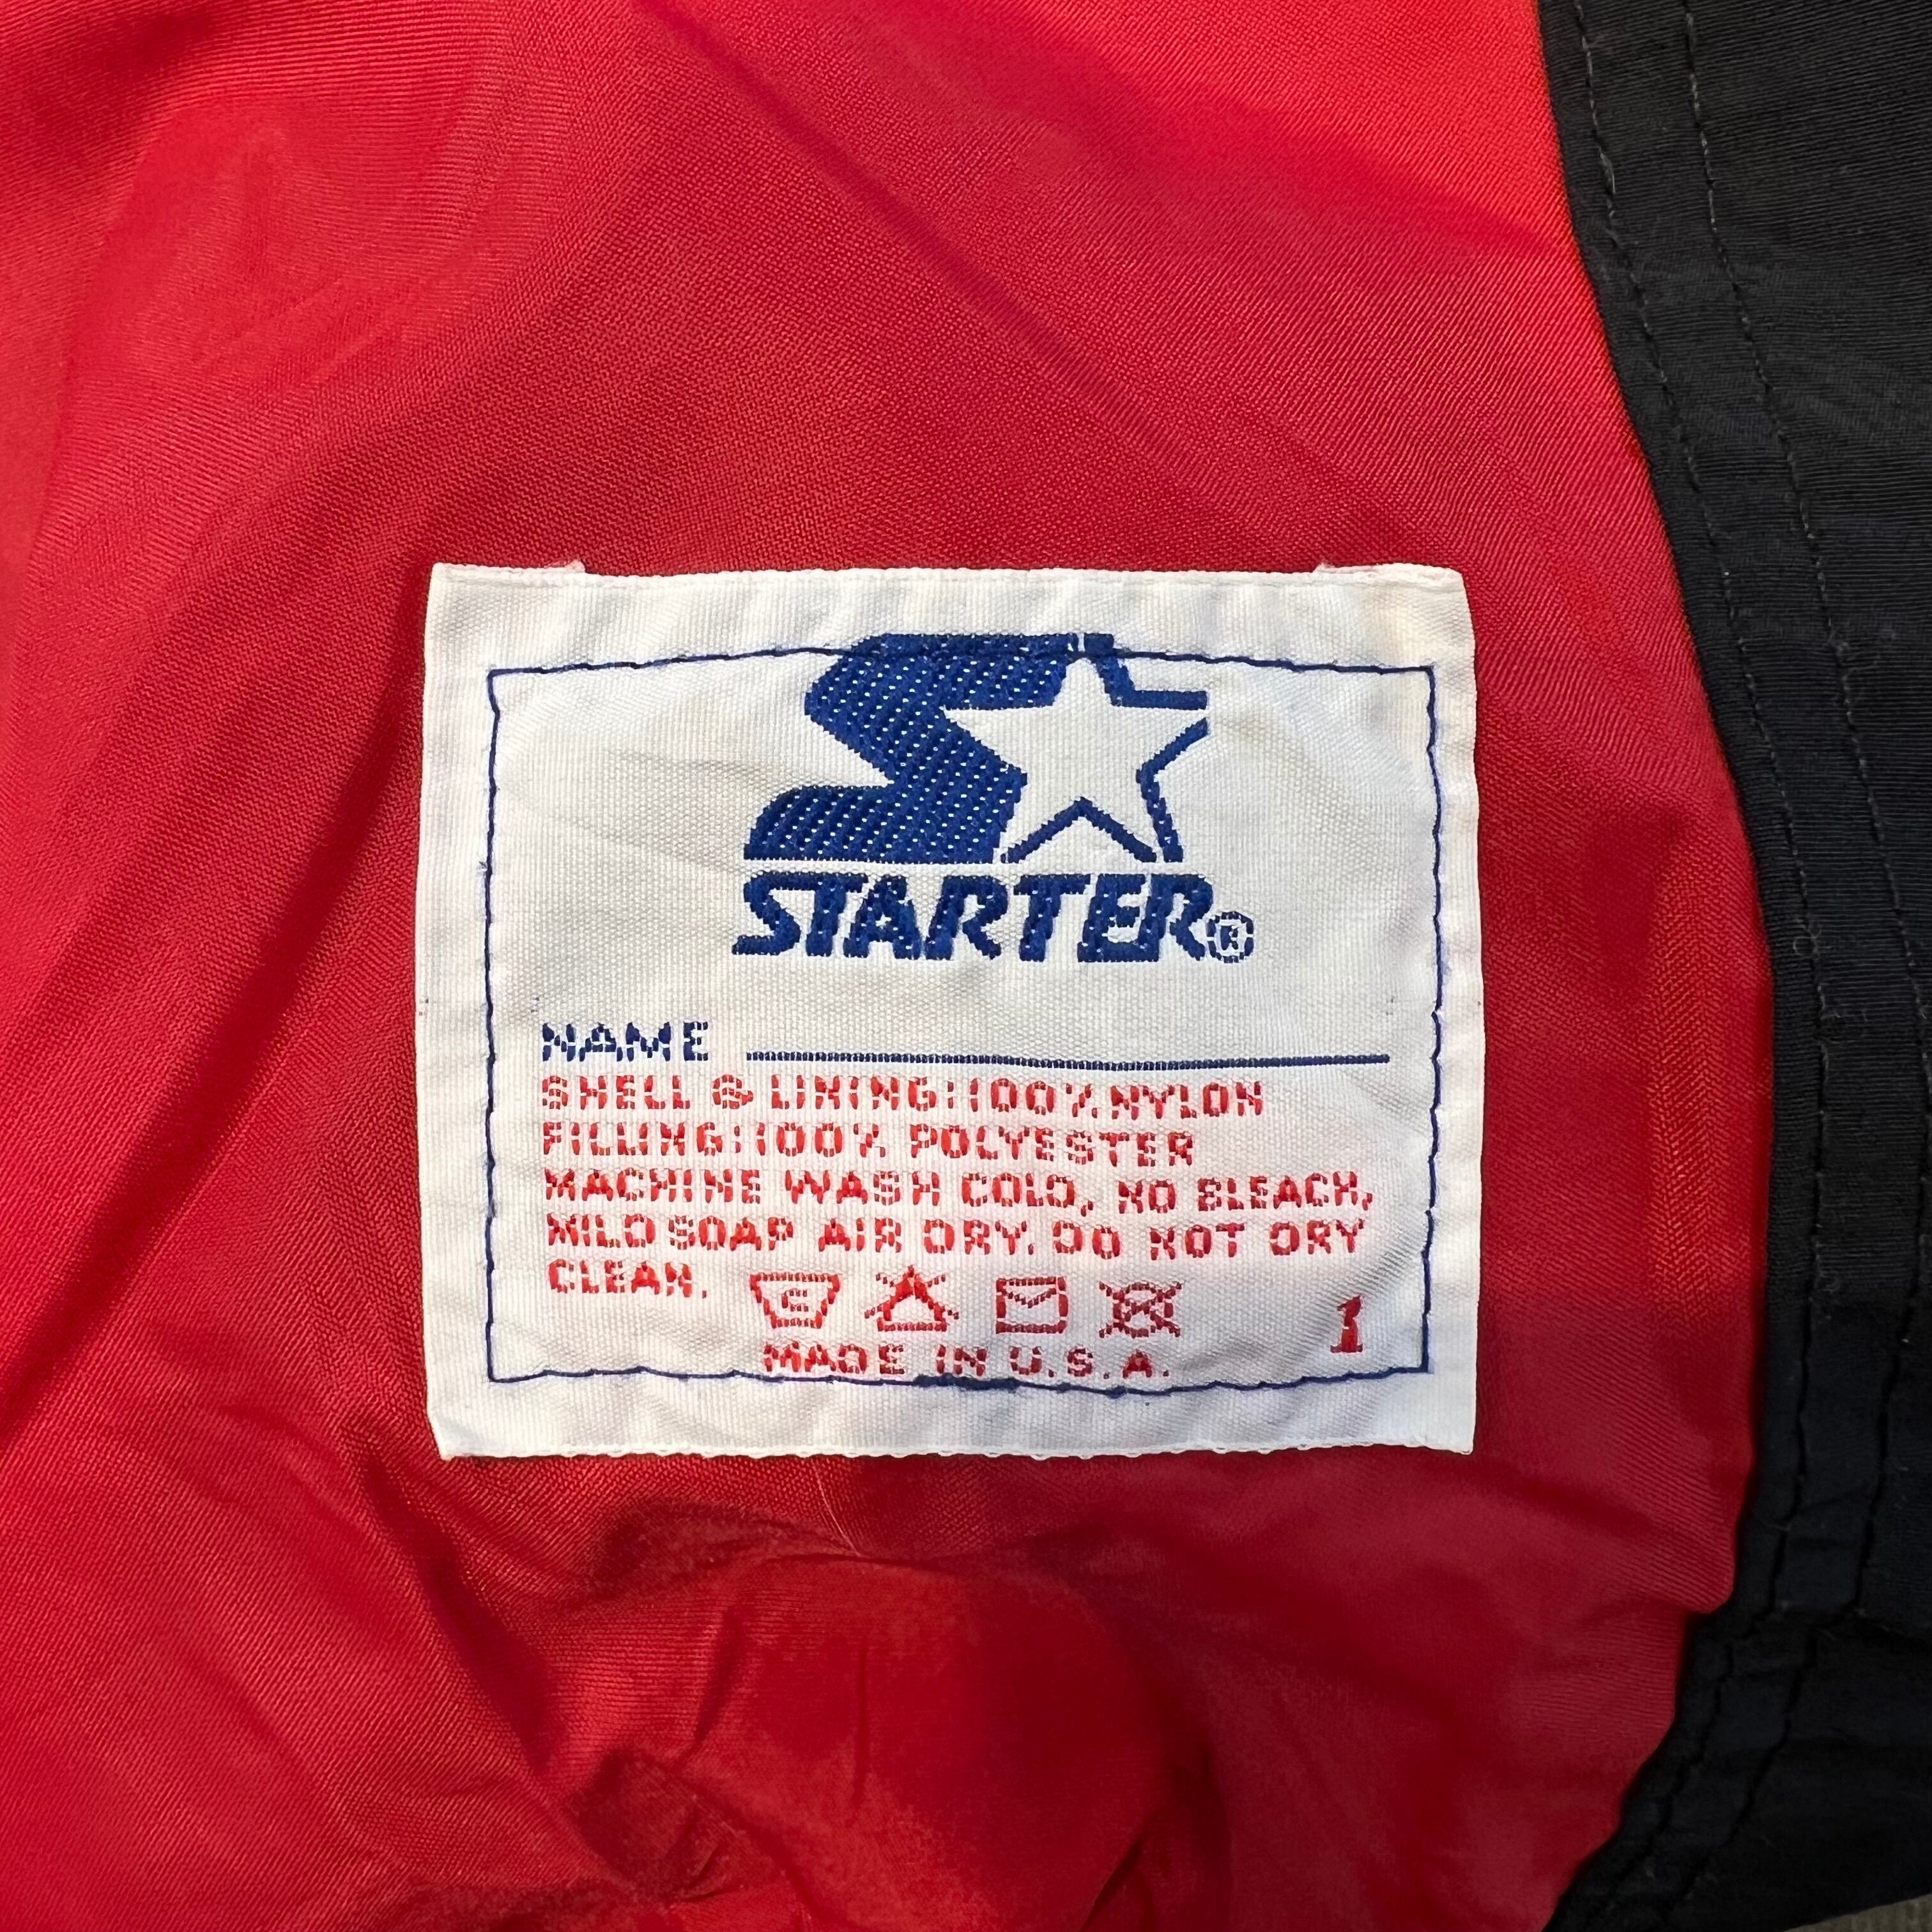 STARTER®
NAME
SHELL & LINING:100% NYLON
FILLING:100% POLYESTER
MACHINE WASH COLD, NO BLEACH,
MILD SOAP AIR DRY. DO NOT DRY
CLEAN.
C
1
MADE IN U.S.A.